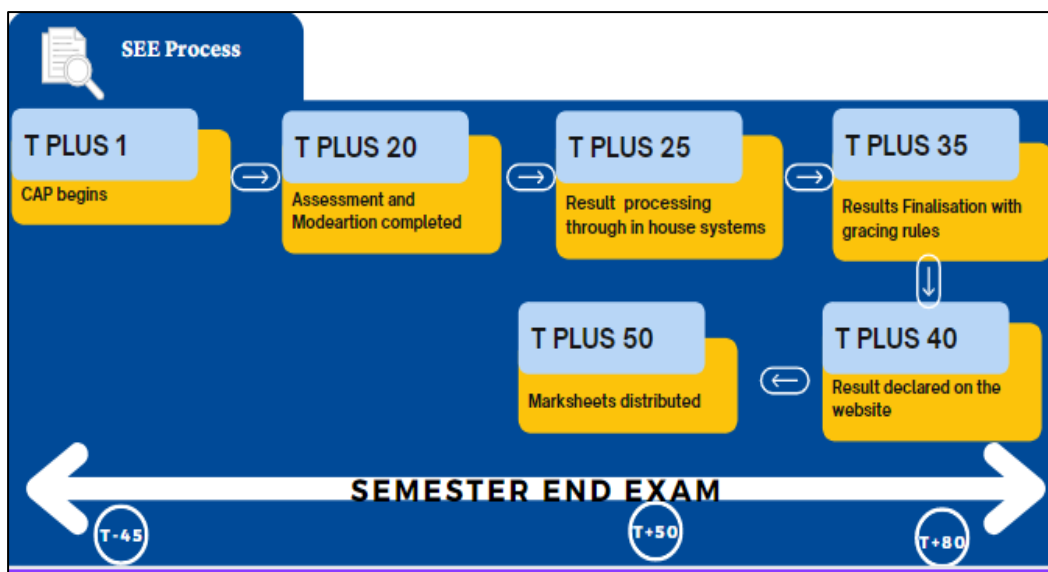 SEE Process
T PLUS 1
CAP begins
T PLUS 20
Assessment and
Modeartion completed
T PLUS 25
Result processing
through in house systems
T PLUS 35
Results Finalisation with
gracing rules
T PLUS 40
Result declared on the
website
T PLUS 50
Marksheets distributed
SEMESTER END EXAM
T-45
T+50
T+80